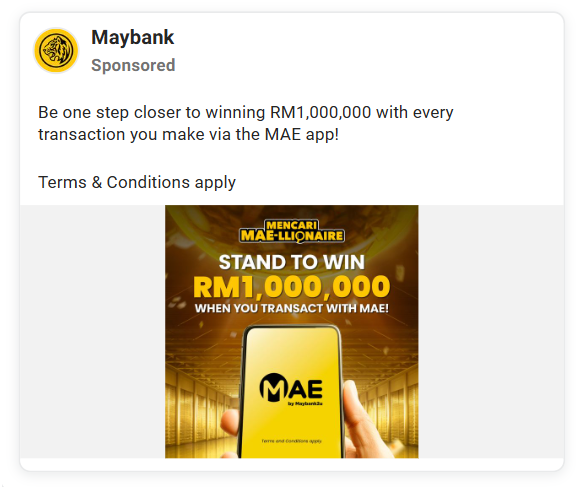 Maybank
Sponsored
Be one step closer to winning RM1,000,000 with every
transaction you make via the MAE app!
Terms & Conditions apply
MENCARI
MAE-LLIONAIRE
STAND TO WIN
RM1,000,000
WHEN YOU TRANSACT WITH MAE!
MAE
by Maybank2u
Terms and Conditions apply.